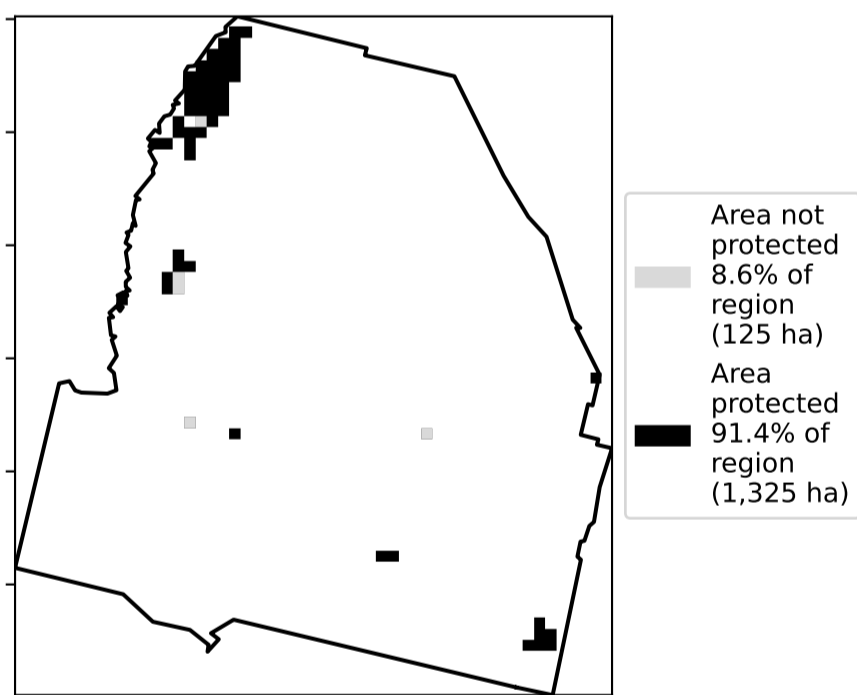 Area not
protected
8.6% of
region
(125 ha)
Area
protected
91.4% of
region
(1,325 ha)